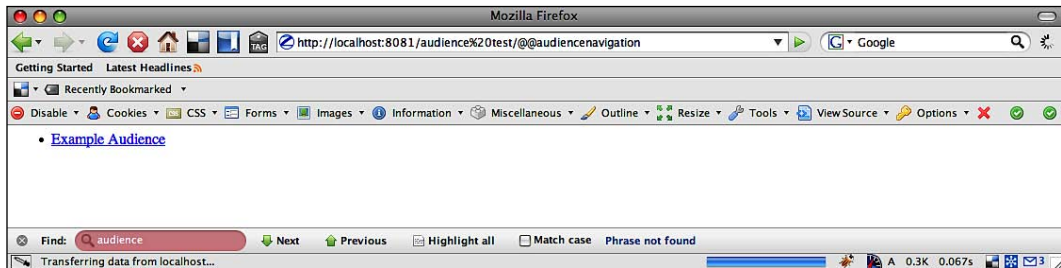 Mozilla Firefox
TAG http://localhost:8081/audience%20test/@@audiencenavigation G Google
Getting Started Latest Headlines
Recently Bookmarked
Disable Cookies CSS Forms Images Information Miscellaneous Outline Resize Tools View Source Options
Example Audience
Find: audience Next Previous Highlight all Match case Phrase not found
Transferring data from localhost... A 0.3K 0.067s 3